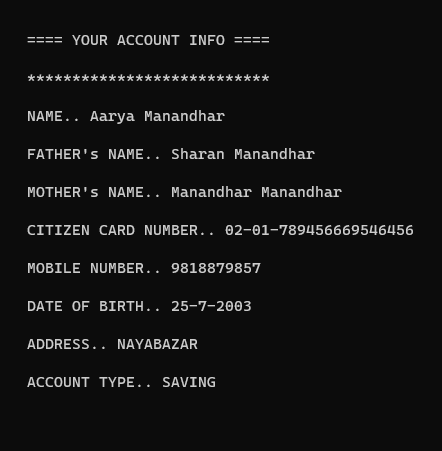 ==== YOUR ACCOUNT INFO ====
***************************
NAME.. Aarya Manandhar
FATHER's NAME.. Sharan Manandhar
MOTHER's NAME.. Manandhar Manandhar
CITIZEN CARD NUMBER.. 02-01-789456669546456
MOBILE NUMBER.. 9818879857
DATE OF BIRTH.. 25-7-2003
ADDRESS.. NAYABAZAR
ACCOUNT TYPE.. SAVING